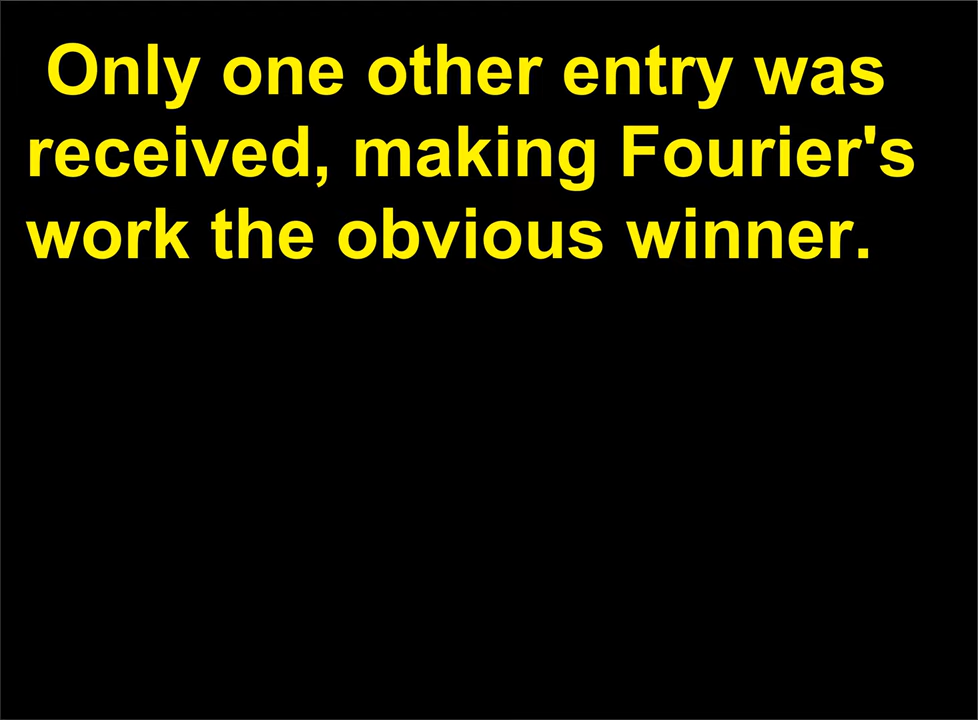 Only one other entry was
received, making Fourier's
work the obvious winner.